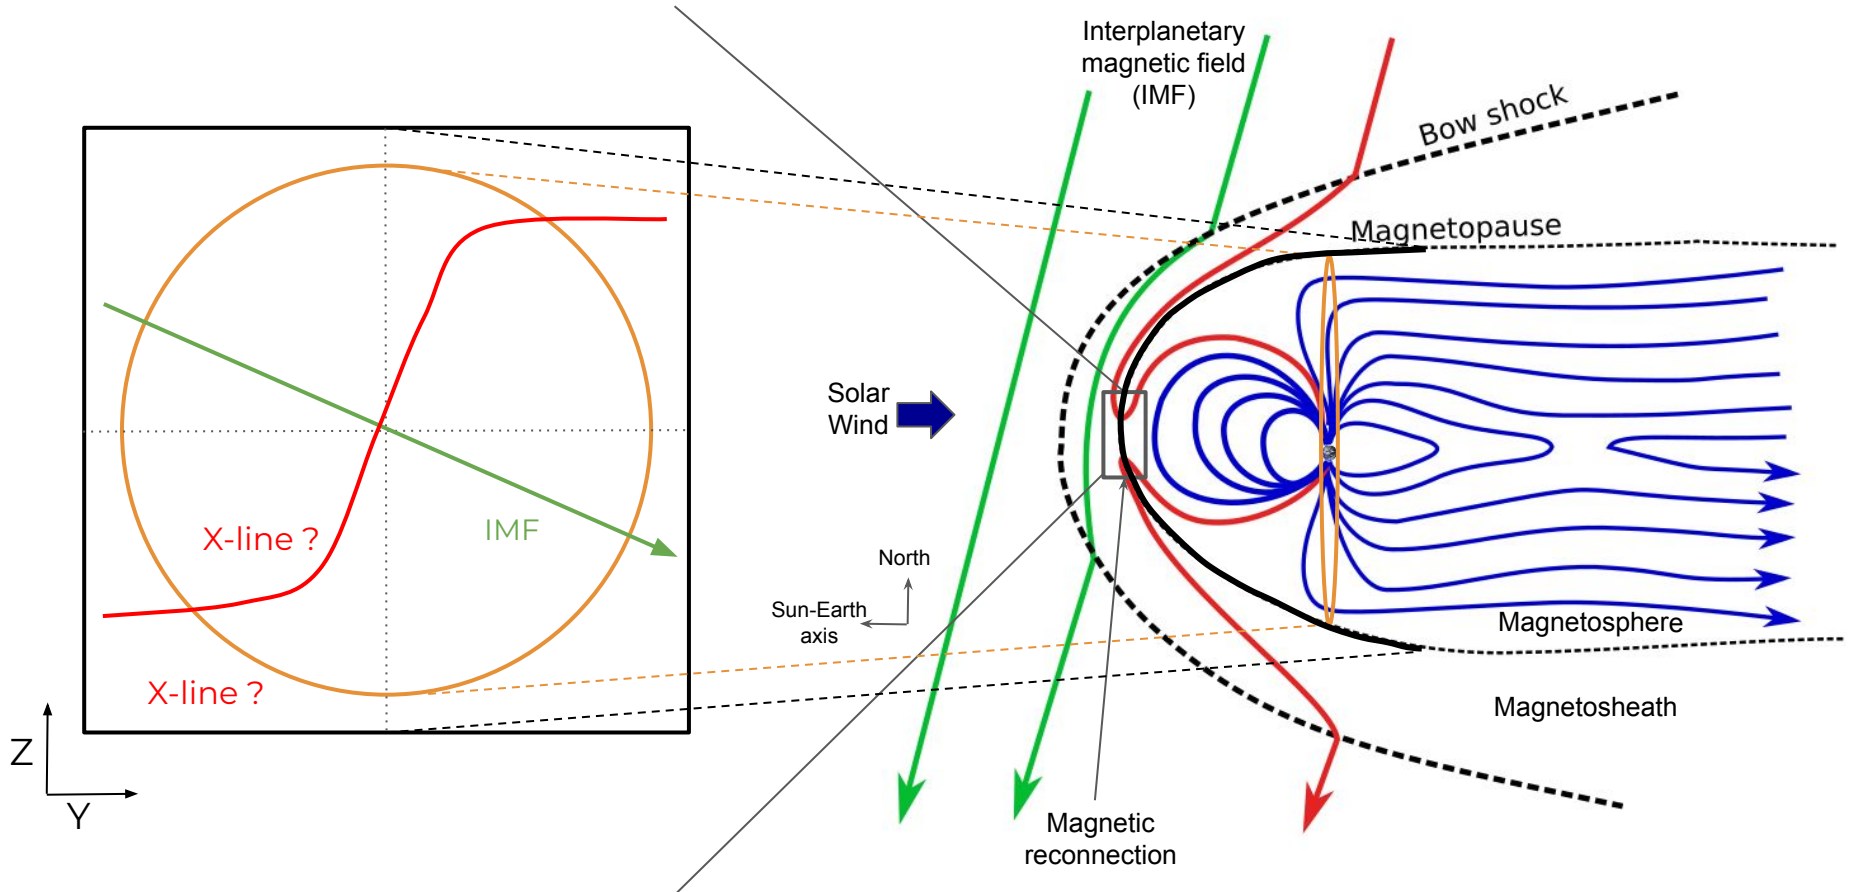 Interplanetary
magnetic field
(IMF)
Bow shock
Magnetopause
Solar
Wind
IMF
X-line ?
North
Sun-Earth
axis
Magnetosphere
X-line ?
Magnetosheath
Z
Y
Magnetic
reconnection